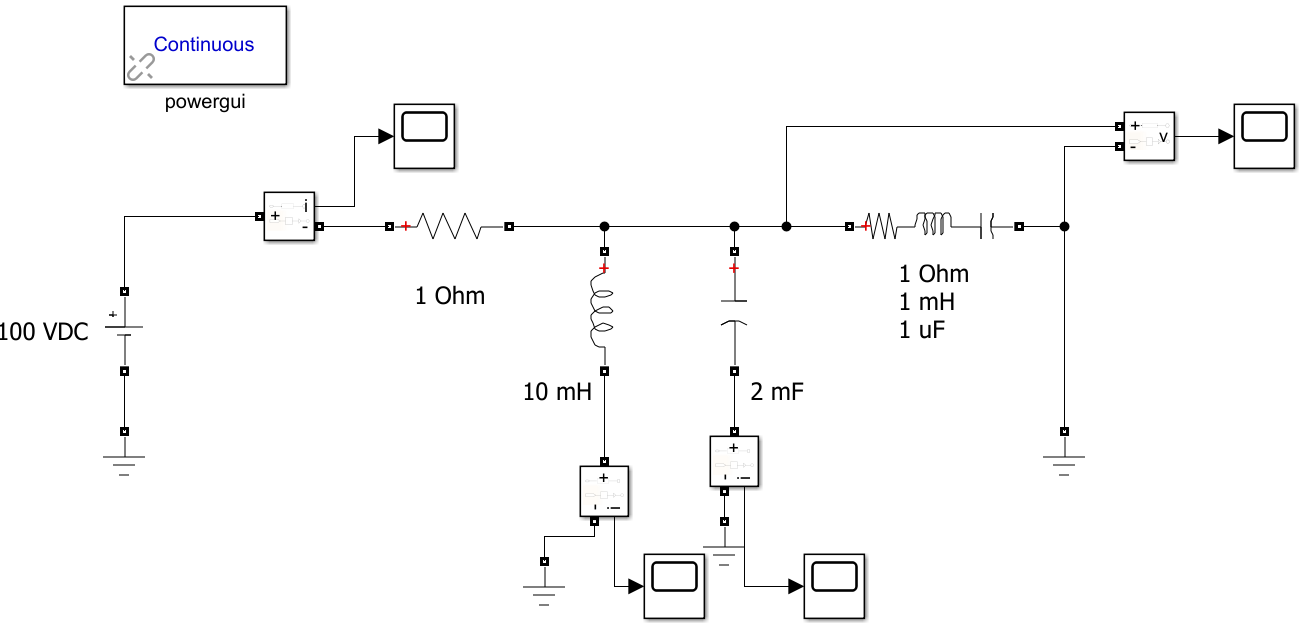 Continuous
powergui
+
-
v
i
+
-
1 Ohm
1 Ohm
1 mH
1 uF
+
100 VDC
10 mH
2 mF
+
-
i
+
-
i